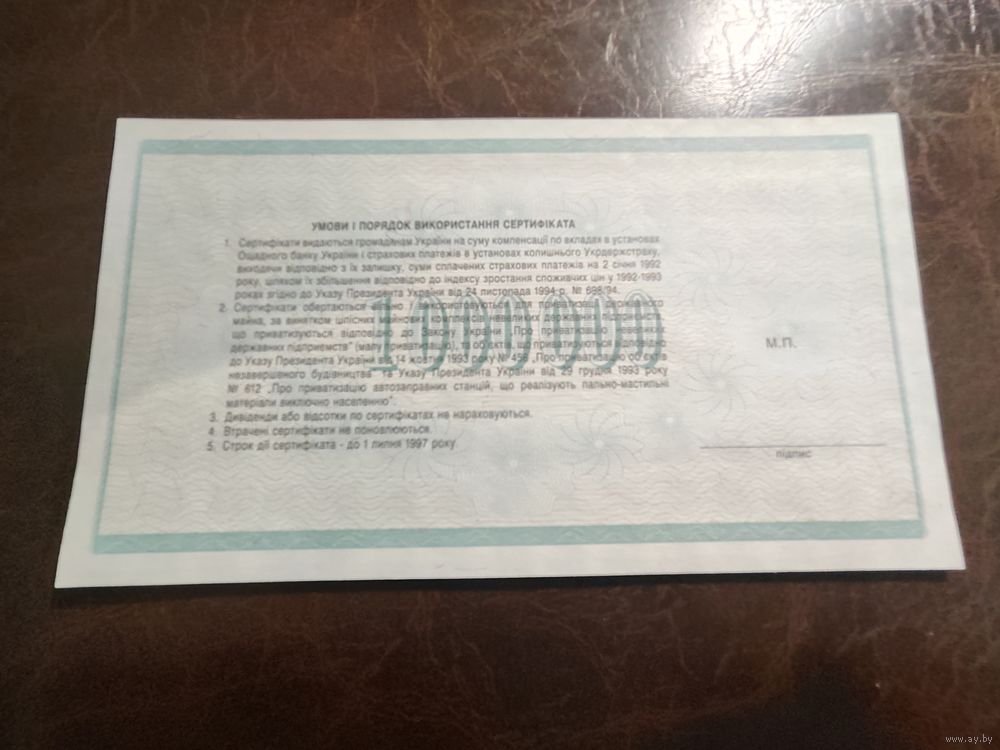 УМОВИ І ПОРЯДОК ВИКОРИСТАННЯ СЕРТИФІКАТА
1. Сертифікати видаються громадянам України на суму компенсації по вкладах в установах
Ощадного банку України і страхових платежів в установах колишнього Укрдержстраху,
виходячи відповідно з їх залишку, суми сплачених страхових платежів на 2 січня 1992
року, шляхом їх збільшення відповідно до індексу зростання споживчих цін у 1992-1993
роках згідно до Указу Президента України від 24 листопада 1994 р. № 698/94.
2. Сертифікати обертаються вільно і використовуються для приватизації державного
майна, за винятком цілісних майнових комплексів невеликих державних підприємств
що приватизуються відповідно до Закону України „Про приватизацію невеликих
державних підприємств" (малу приватизацію), та об'єктів, що приватизуються відповідно
до Указу Президента України від 14 жовтня 1993 року № 456 „Про приватизацію об'єктів
незавершеного будівництва" та Указу Президента України від 29 грудня 1993 року
№ 612 „Про приватизацію автозаправних станцій, що реалізують пально-мастильні
матеріали виключно населенню".
3. Дивіденди або відсотки по сертифікатах не нараховуються.
4. Втрачені сертифікати не поновлюються.
5. Строк дії сертифіката - до 1 липня 1997 року.
1000000
М.П.
підпис
www.ay.by